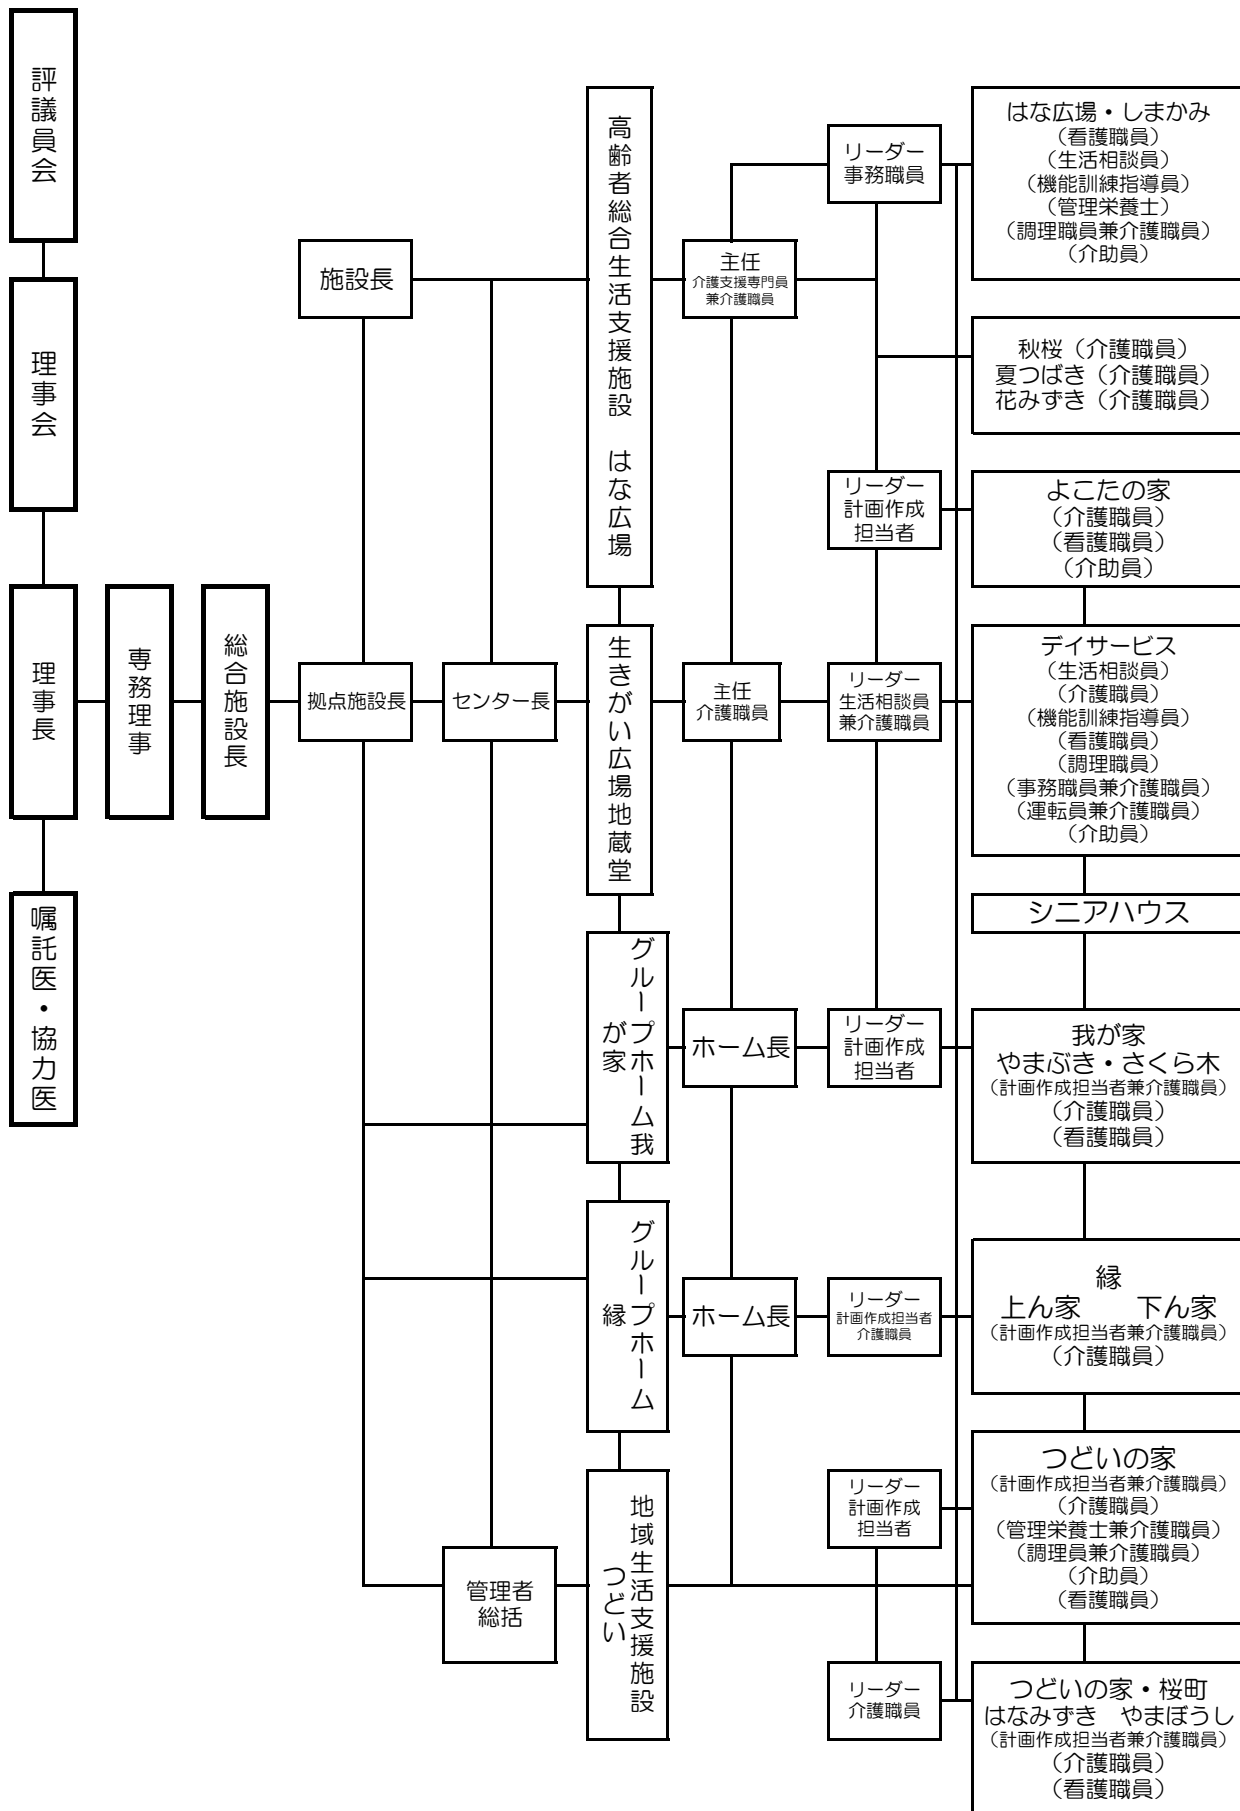 評議員会
理事会
理事長
嘱託医・協力医
専務理事
総合施設長
施設長
拠点施設長
センター長
管理者
総括
高齢者総合生活支援施設　はな広場
生きがい広場地蔵堂
グループホーム我
が家
グループホーム
縁
地域生活支援施設
つどい
主任
介護支援専門員
兼介護職員
主任
介護職員
ホーム長
ホーム長
リーダー
事務職員
リーダー
計画作成
担当者
リーダー
生活相談員
兼介護職員
リーダー
計画作成
担当者
リーダー
計画作成担当者
介護職員
リーダー
計画作成
担当者
リーダー
介護職員
はな広場・しまかみ
（看護職員）
（生活相談員）
（機能訓練指導員）
（管理栄養士）
（調理職員兼介護職員）
（介助員）
秋桜（介護職員）
夏つばき（介護職員）
花みずき（介護職員）
よこたの家
（介護職員）
（看護職員）
（介助員）
デイサービス
（生活相談員）
（介護職員）
（機能訓練指導員）
（看護職員）
（調理職員）
（事務職員兼介護職員）
（運転員兼介護職員）
（介助員）
シニアハウス
我が家
やまぶき・さくら木
（計画作成担当者兼介護職員）
（介護職員）
（看護職員）
縁
上ん家　　下ん家
（計画作成担当者兼介護職員）
（介護職員）
つどいの家
（計画作成担当者兼介護職員）
（介護職員）
（管理栄養士兼介護職員）
（調理員兼介護職員）
（介助員）
（看護職員）
つどいの家・桜町
はなみずき　やまぼうし
（計画作成担当者兼介護職員）
（介護職員）
（看護職員）